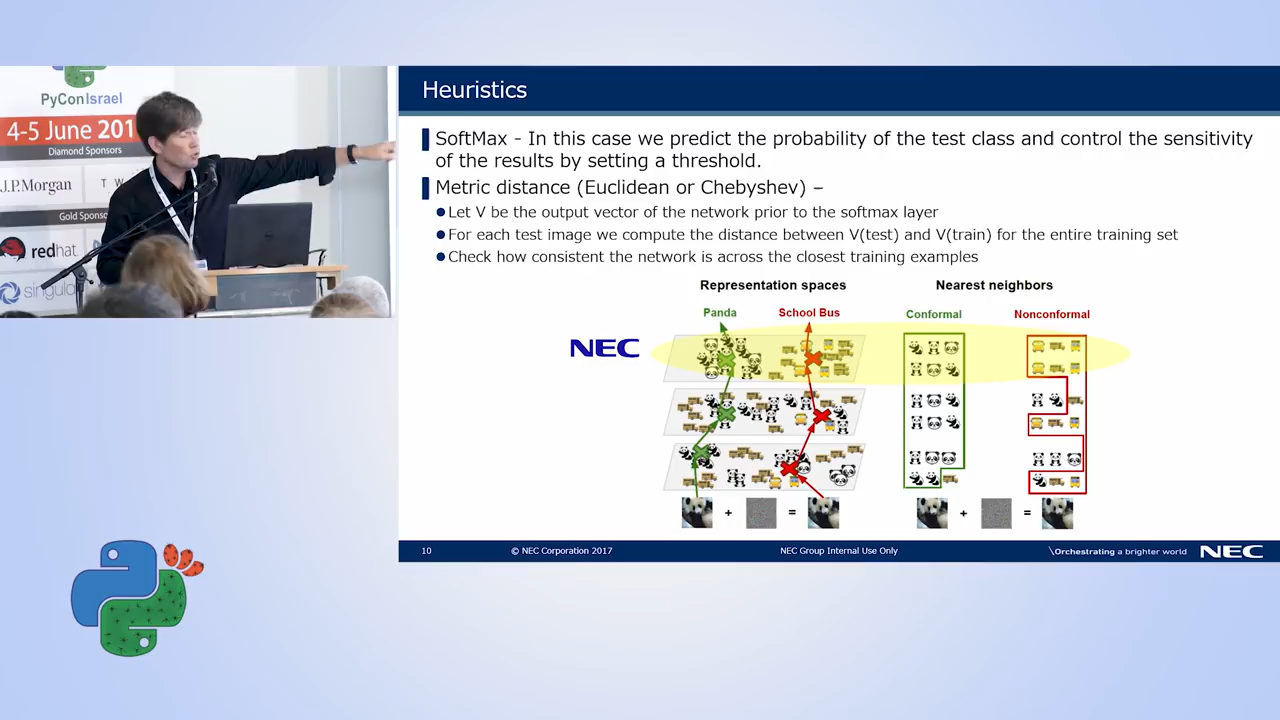 PyConIsrael
4-5 June 201
Diamond Sponsors
J.P.Morgan
T W
Gold Sponso
redhat
singula
Heuristics
SoftMax - In this case we predict the probability of the test class and control the sensitivity
of the results by setting a threshold.
Metric distance (Euclidean or Chebyshev) –
Let V be the output vector of the network prior to the softmax layer
For each test image we compute the distance between V(test) and V(train) for the entire training set
Check how consistent the network is across the closest training examples
Representation spaces
Nearest neighbors
Panda
School Bus
Conformal
Nonconformal
NEC
+
=
+
=
10
© NEC Corporation 2017
NEC Group Internal Use Only
\Orchestrating a brighter world
NEC